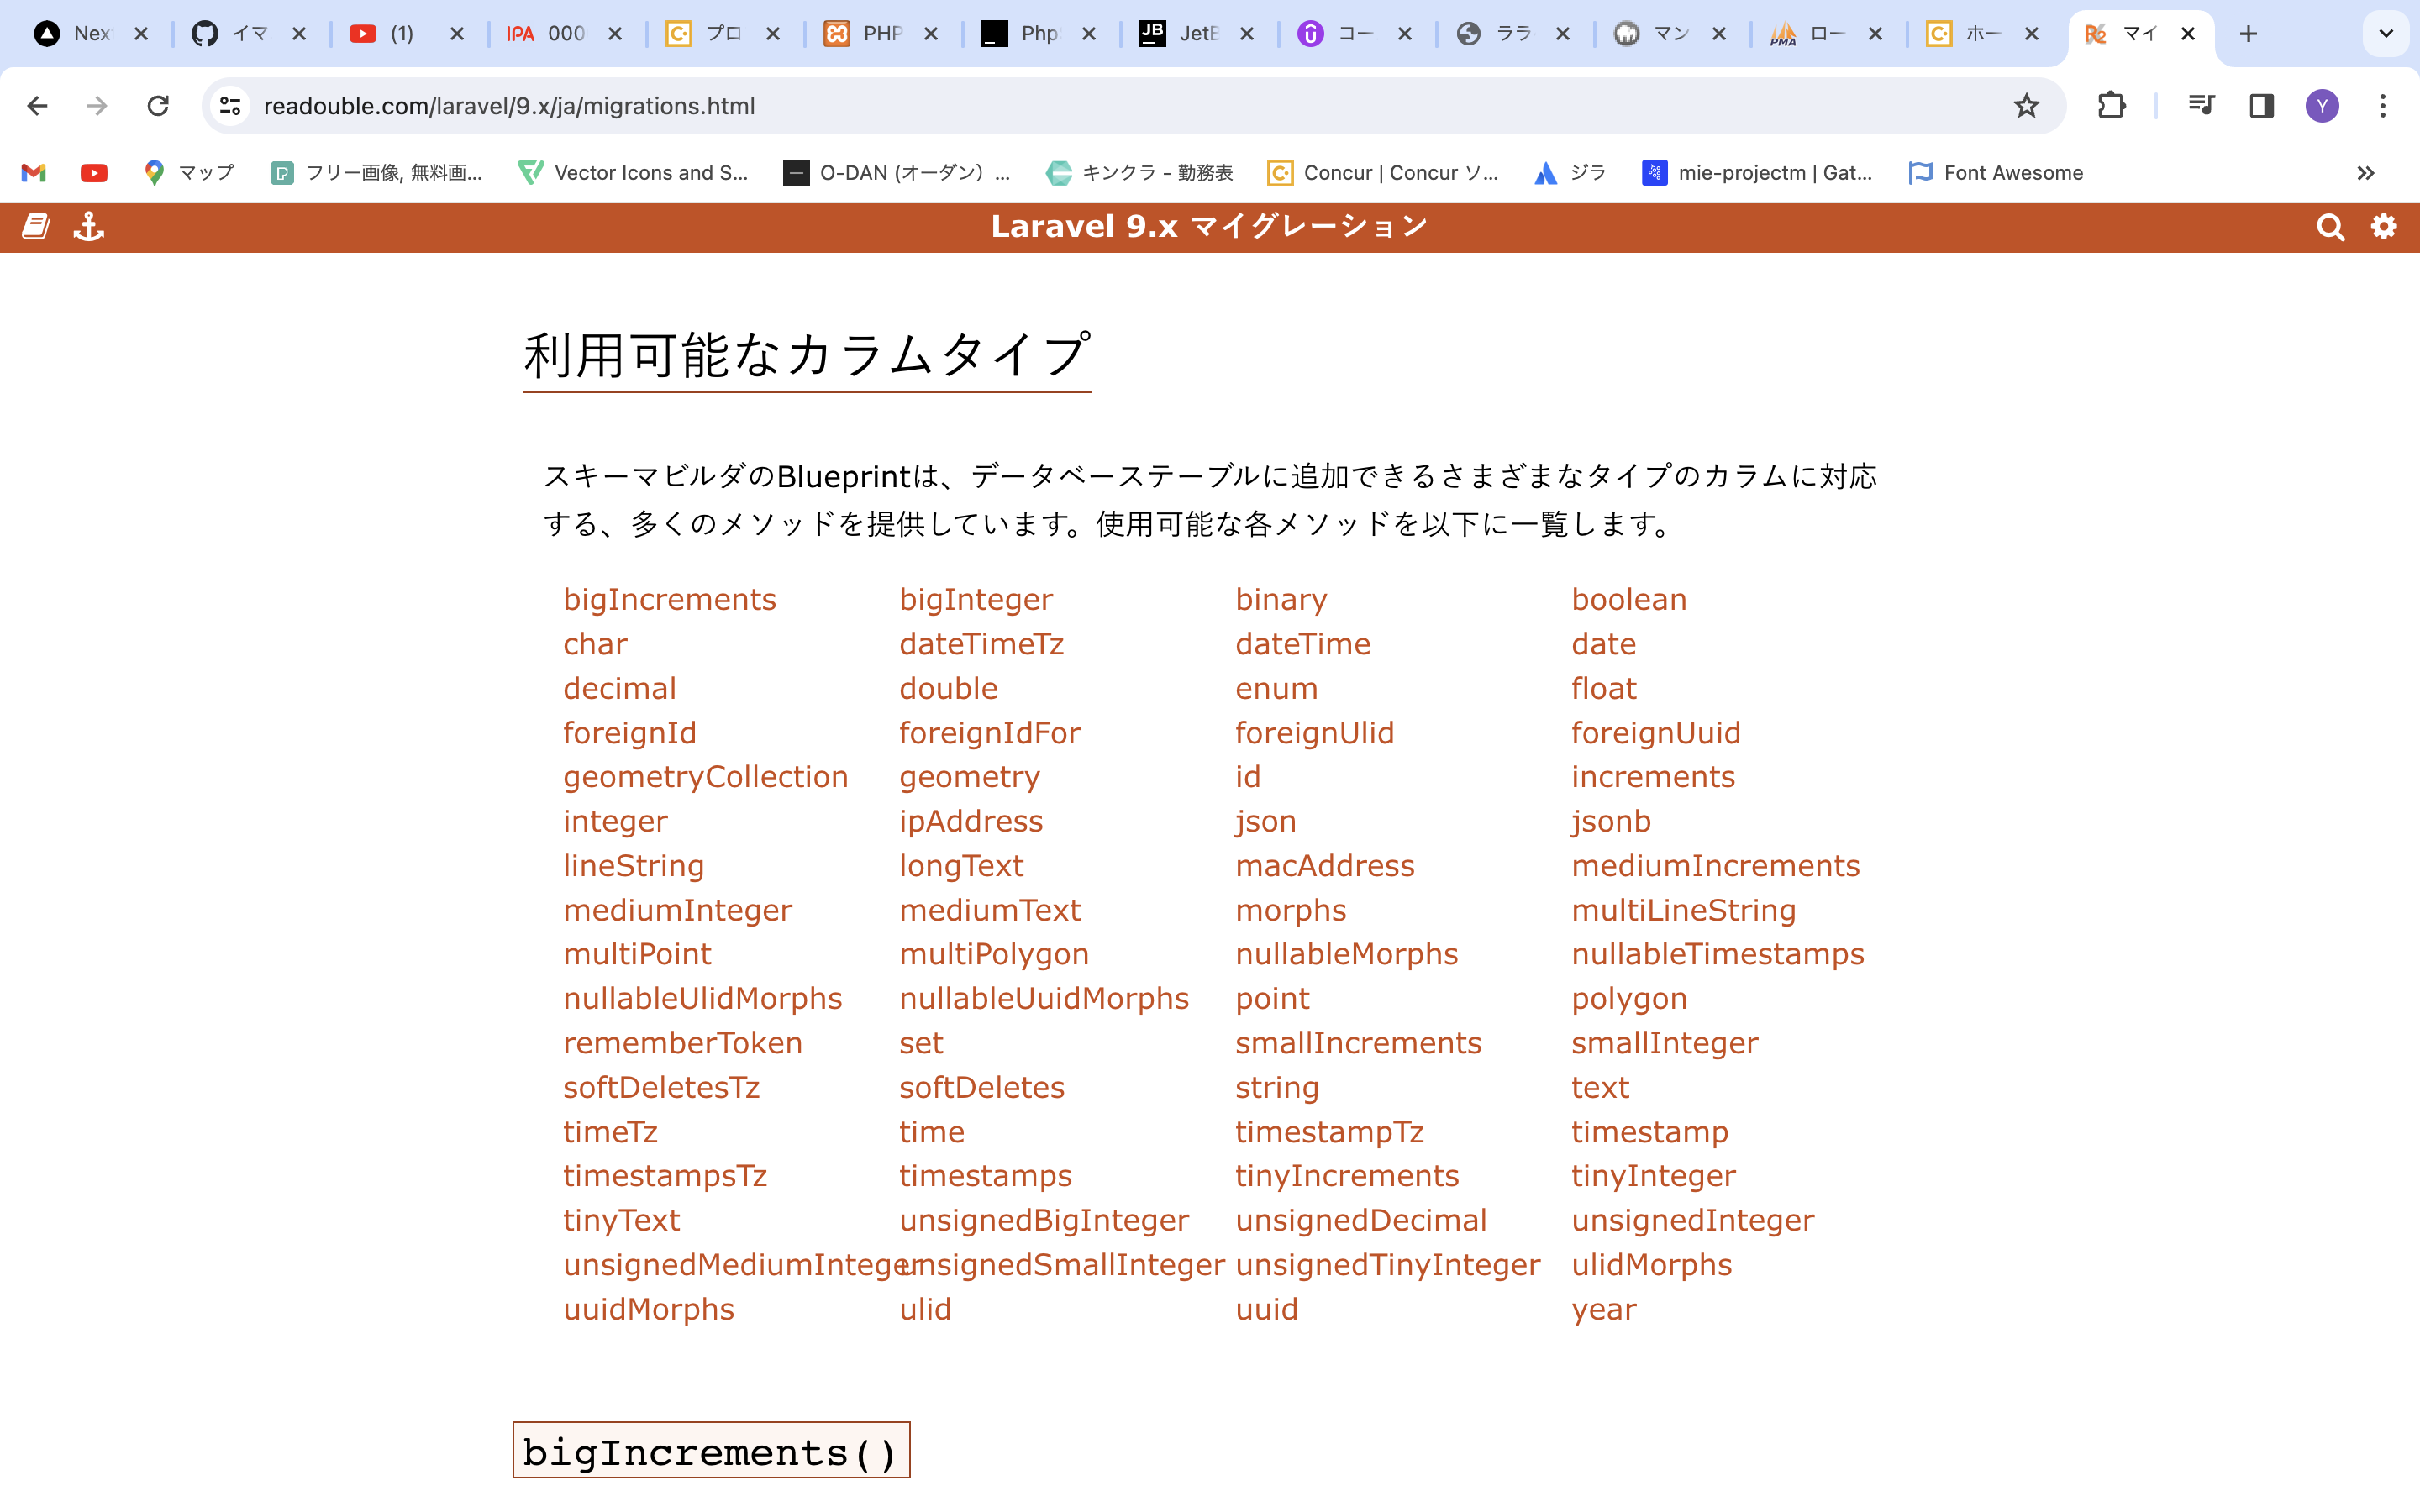 Nex イマ (1) IPA 000 プロ PHP Php JetB コー ララ マン PMA ロー ホー マイ
readouble.com/laravel/9.x/ja/migrations.html
マップ フリー画像, 無料画... Vector Icons and S... O-DAN (オーダン) ... キンクラ - 勤務表 Concur | Concur ソ... ジラ mie-projectm | Gat... Font Awesome
Laravel 9.x マイグレーション
利用可能なカラムタイプ
スキーマビルダのBlueprintは、データベーステーブルに追加できるさまざまなタイプのカラムに対応
する、多くのメソッドを提供しています。使用可能な各メソッドを以下に一覧します。
bigIncrements bigInteger binary boolean
char dateTimeTz dateTime date
decimal double enum float
foreignId foreignIdFor foreignUlid foreignUuid
geometryCollection geometry id increments
integer ipAddress json jsonb
lineString longText macAddress mediumIncrements
mediumInteger mediumText morphs multiLineString
multiPoint multiPolygon nullableMorphs nullableTimestamps
nullableUlidMorphs nullableUuidMorphs point polygon
rememberToken set smallIncrements smallInteger
softDeletesTz softDeletes string text
timeTz time timestampTz timestamp
timestampsTz timestamps tinyIncrements tinyInteger
tinyText unsignedBigInteger unsignedDecimal unsignedInteger
unsignedMediumInteger unsignedSmallInteger unsignedTinyInteger ulidMorphs
uuidMorphs ulid uuid year
bigIncrements()